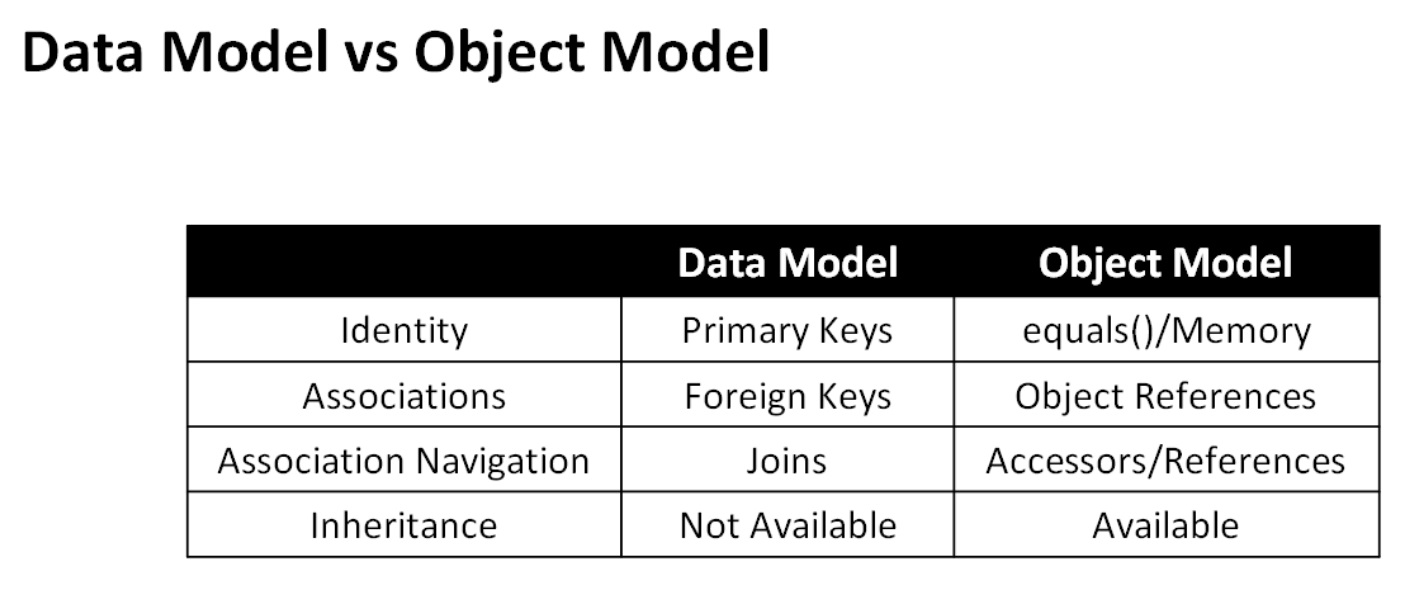 Data Model vs Object Model
Data Model Object Model
Identity Primary Keys equals()/Memory
Associations Foreign Keys Object References
Association Navigation Joins Accessors/References
Inheritance Not Available Available